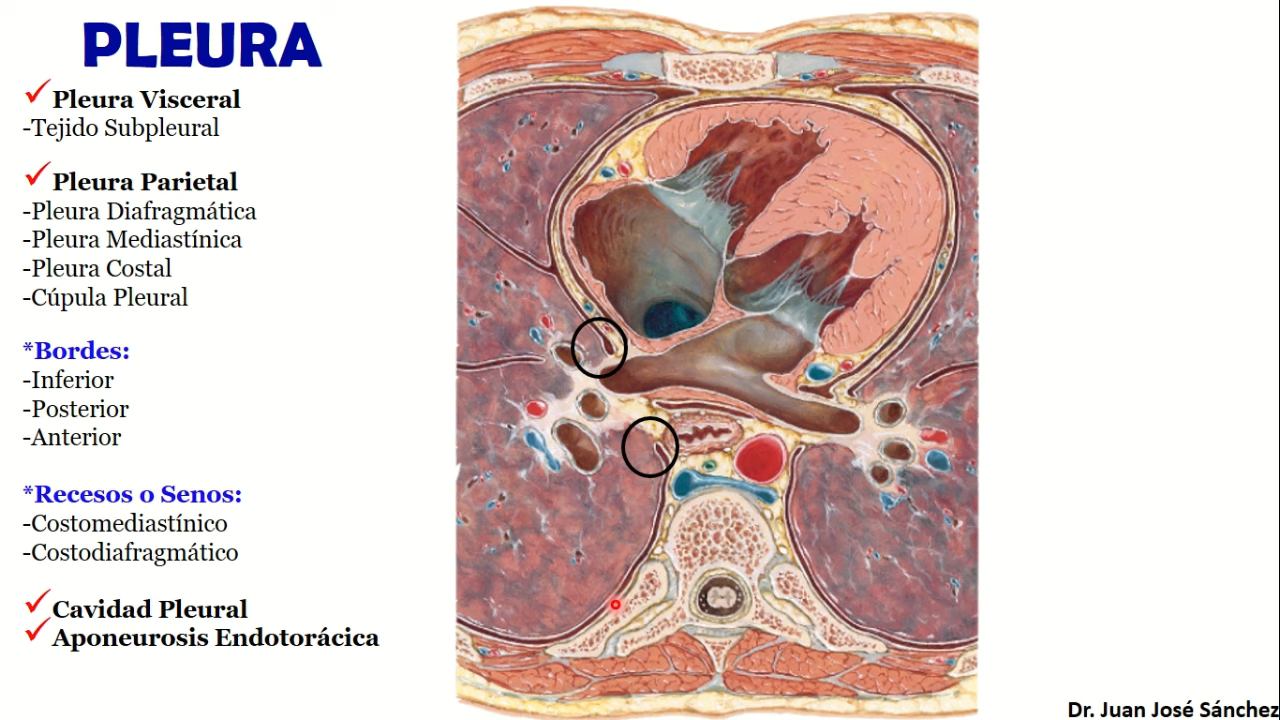 PLEURA
✓Pleura Visceral
-Tejido Subpleural
✓Pleura Parietal
-Pleura Diafragmática
-Pleura Mediastínica
-Pleura Costal
-Cúpula Pleural
*Bordes:
-Inferior
-Posterior
-Anterior
*Recesos o Senos:
-Costomediastínico
-Costodiafragmático
✓Cavidad Pleural
✓Aponeurosis Endotorácica
Dr. Juan José Sánchez